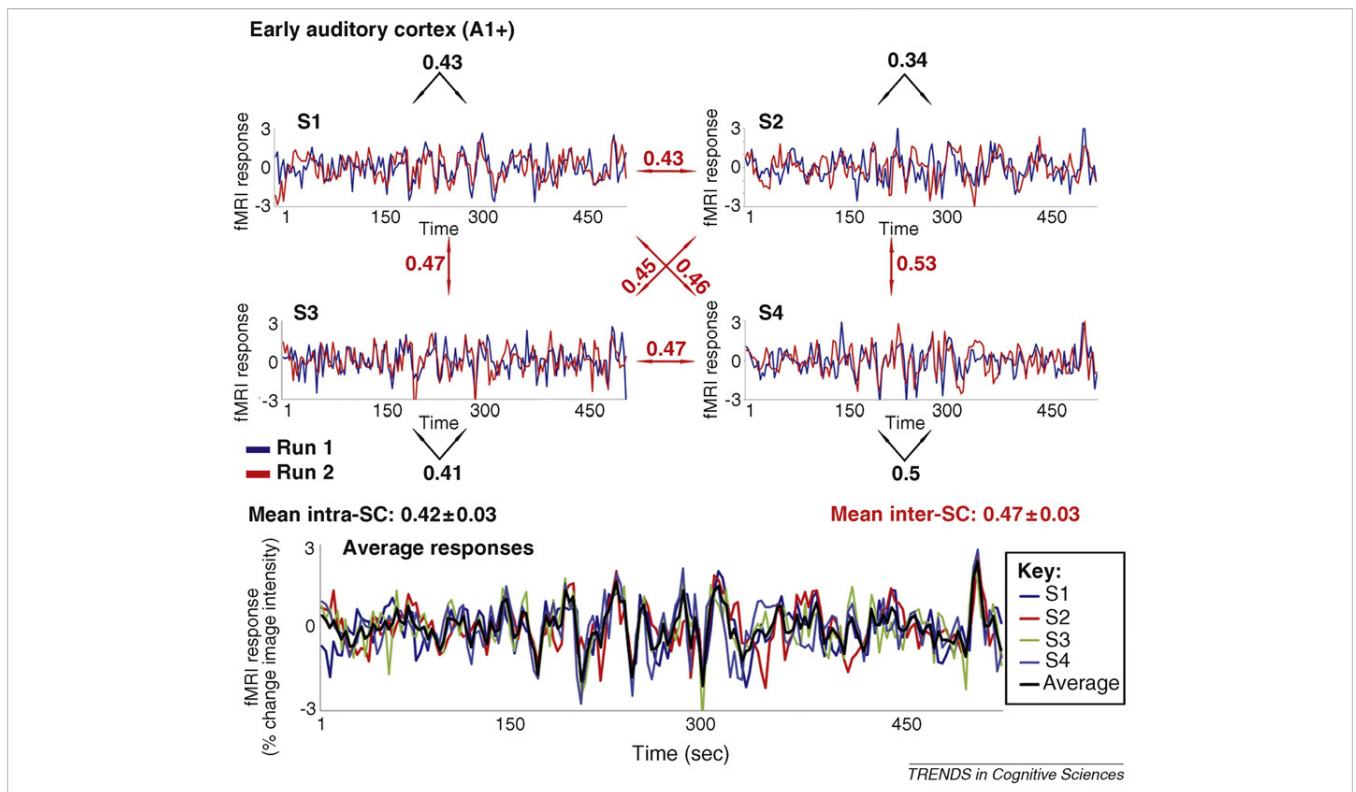 Early auditory cortex (A1+)
0.43
0.34
S1
S2
fMRI response
3
0
-3
1
150
300
450
Time
0.43
fMRI response
3
0
-3
1
150
300
450
Time
0.47
0.45
0.46
0.53
S3
S4
fMRI response
3
0
-3
1
150
300
450
Time
0.47
fMRI response
3
0
-3
1
150
300
450
Time
Run 1
Run 2
0.41
0.5
Mean intra-SC: 0.42±0.03
Mean inter-SC: 0.47±0.03
Average responses
fMRI response
(% change image intensity)
3
0
-3
1
150
300
450
Time (sec)
Key:
S1
S2
S3
S4
Average
TRENDS in Cognitive Sciences